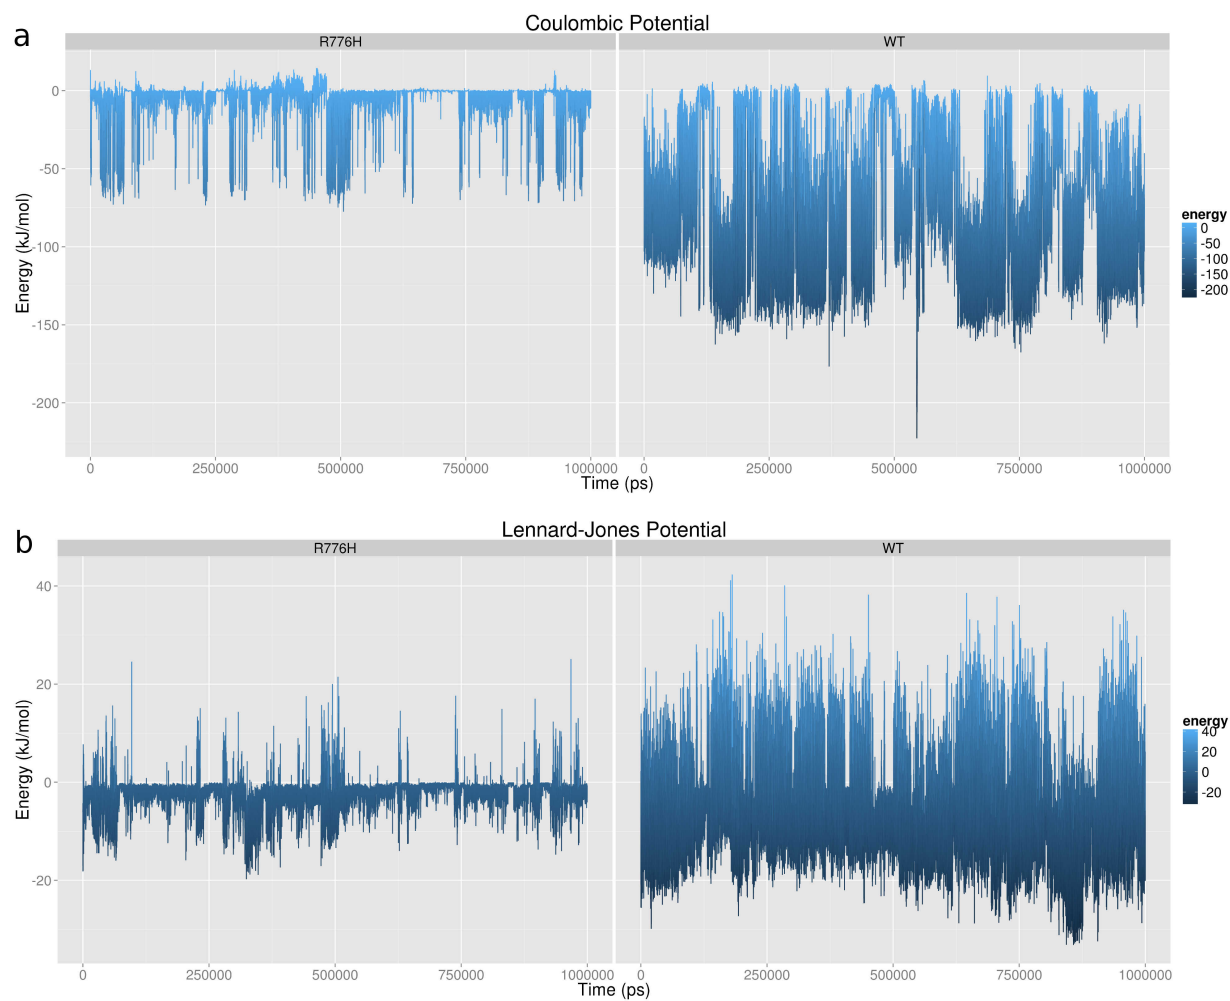 a
Coulombic Potential
R776H WT
0
-50
-100
-150
-200
Energy (kJ/mol)
0 250000 500000 750000 1000000 0 250000 500000 750000 1000000
Time (ps)
energy
0
-50
-100
-150
-200
b
Lennard-Jones Potential
R776H WT
40
20
0
-20
Energy (kJ/mol)
0 250000 500000 750000 1000000 0 250000 500000 750000 1000000
Time (ps)
energy
40
20
0
-20